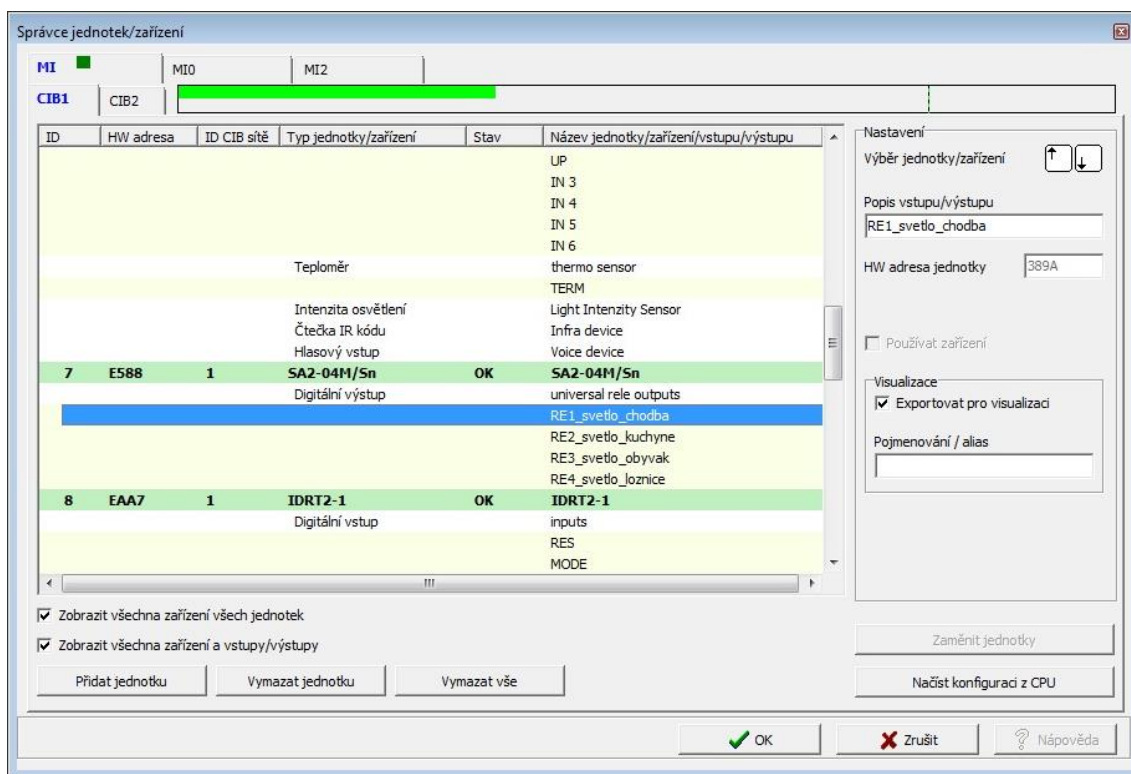 Správce jednotek/zařízení
MI MI0 MI2
CIB1 CIB2
ID HW adresa ID CIB sítě Typ jednotky/zařízení Stav Název jednotky/zařízení/vstupu/výstupu
UP
IN 3
IN 4
IN 5
IN 6
Teploměr thermo sensor
TERM
Intenzita osvětlení Light Intenzity Sensor
Čtečka IR kódu Infra device
Hlasový vstup Voice device
7 E588 1 SA2-04M/Sn OK SA2-04M/Sn
Digitální výstup universal rele outputs
RE1_svetlo_chodba
RE2_svetlo_kuchyne
RE3_svetlo_obyvak
RE4_svetlo_loznice
8 EAA7 1 IDRT2-1 OK IDRT2-1
Digitální vstup inputs
RES
MODE
Nastavení
Výběr jednotky/zařízení
Popis vstupu/výstupu
RE1_svetlo_chodba
HW adresa jednotky 389A
Používat zařízení
Visualizace
Exportovat pro visualizaci
Pojmenování / alias
Zobrazit všechna zařízení všech jednotek
Zobrazit všechna zařízení a vstupy/výstupy
Přidat jednotku Vymazat jednotku Vymazat vše
Zaměnit jednotky
Načíst konfiguraci z CPU
OK Zrušit Nápověda